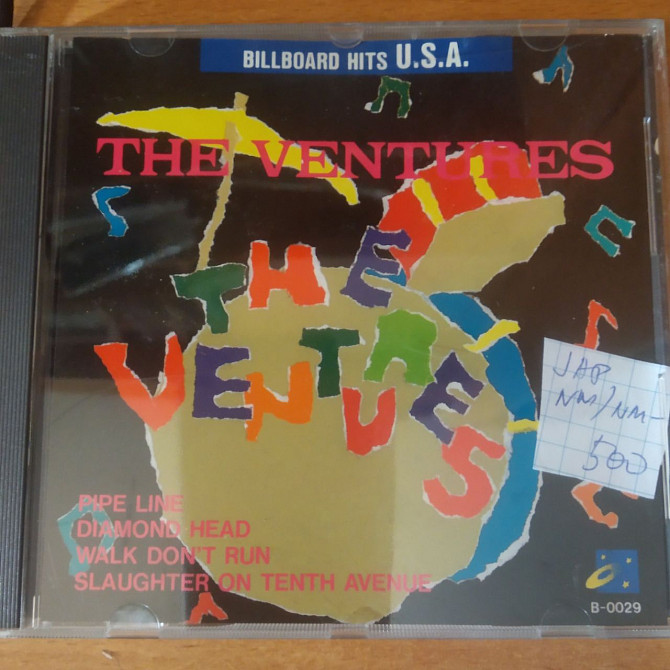 BILLBOARD HITS U.S.A.
THE VENTURES
THE
VENTURES
JAP
NM/NM-
500
PIPE LINE
DIAMOND HEAD
WALK DON'T RUN
SLAUGHTER ON TENTH AVENUE
B-0029